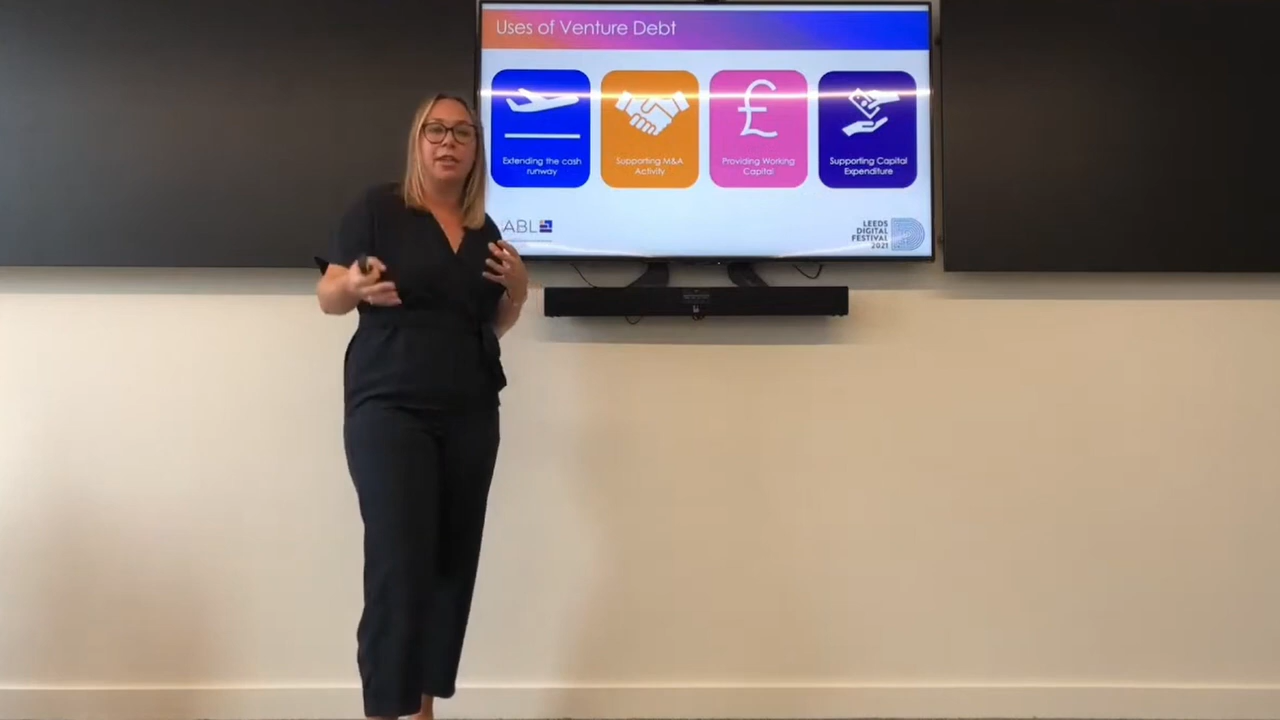 Uses of Venture Debt
Extending the cash
runway
Supporting M&A
Activity
Providing Working
Capital
Supporting Capital
Expenditure
ABL
LEEDS
DIGITAL
FESTIVAL
2021